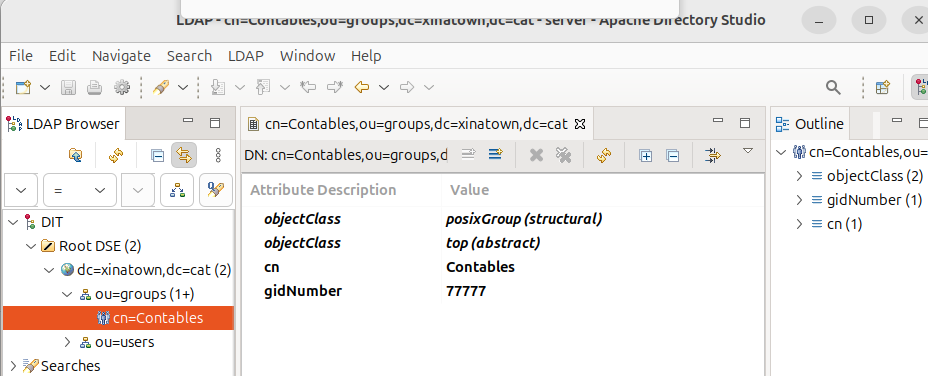 LDAP - cn=Contables,ou=groups,dc=xinatown,dc=cat - server - Apache Directory Studio
File Edit Navigate Search LDAP Window Help
LDAP Browser
=
DIT
Root DSE (2)
dc=xinatown,dc=cat (2)
ou=groups (1+)
cn=Contables
ou=users
Searches
cn=Contables,ou=groups,dc=xinatown,dc=cat
DN: cn=Contables,ou=groups,d
Attribute Description Value
objectClass posixGroup (structural)
objectClass top (abstract)
cn Contables
gidNumber 77777
Outline
cn=Contables,ou=
objectClass (2)
gidNumber (1)
cn (1)